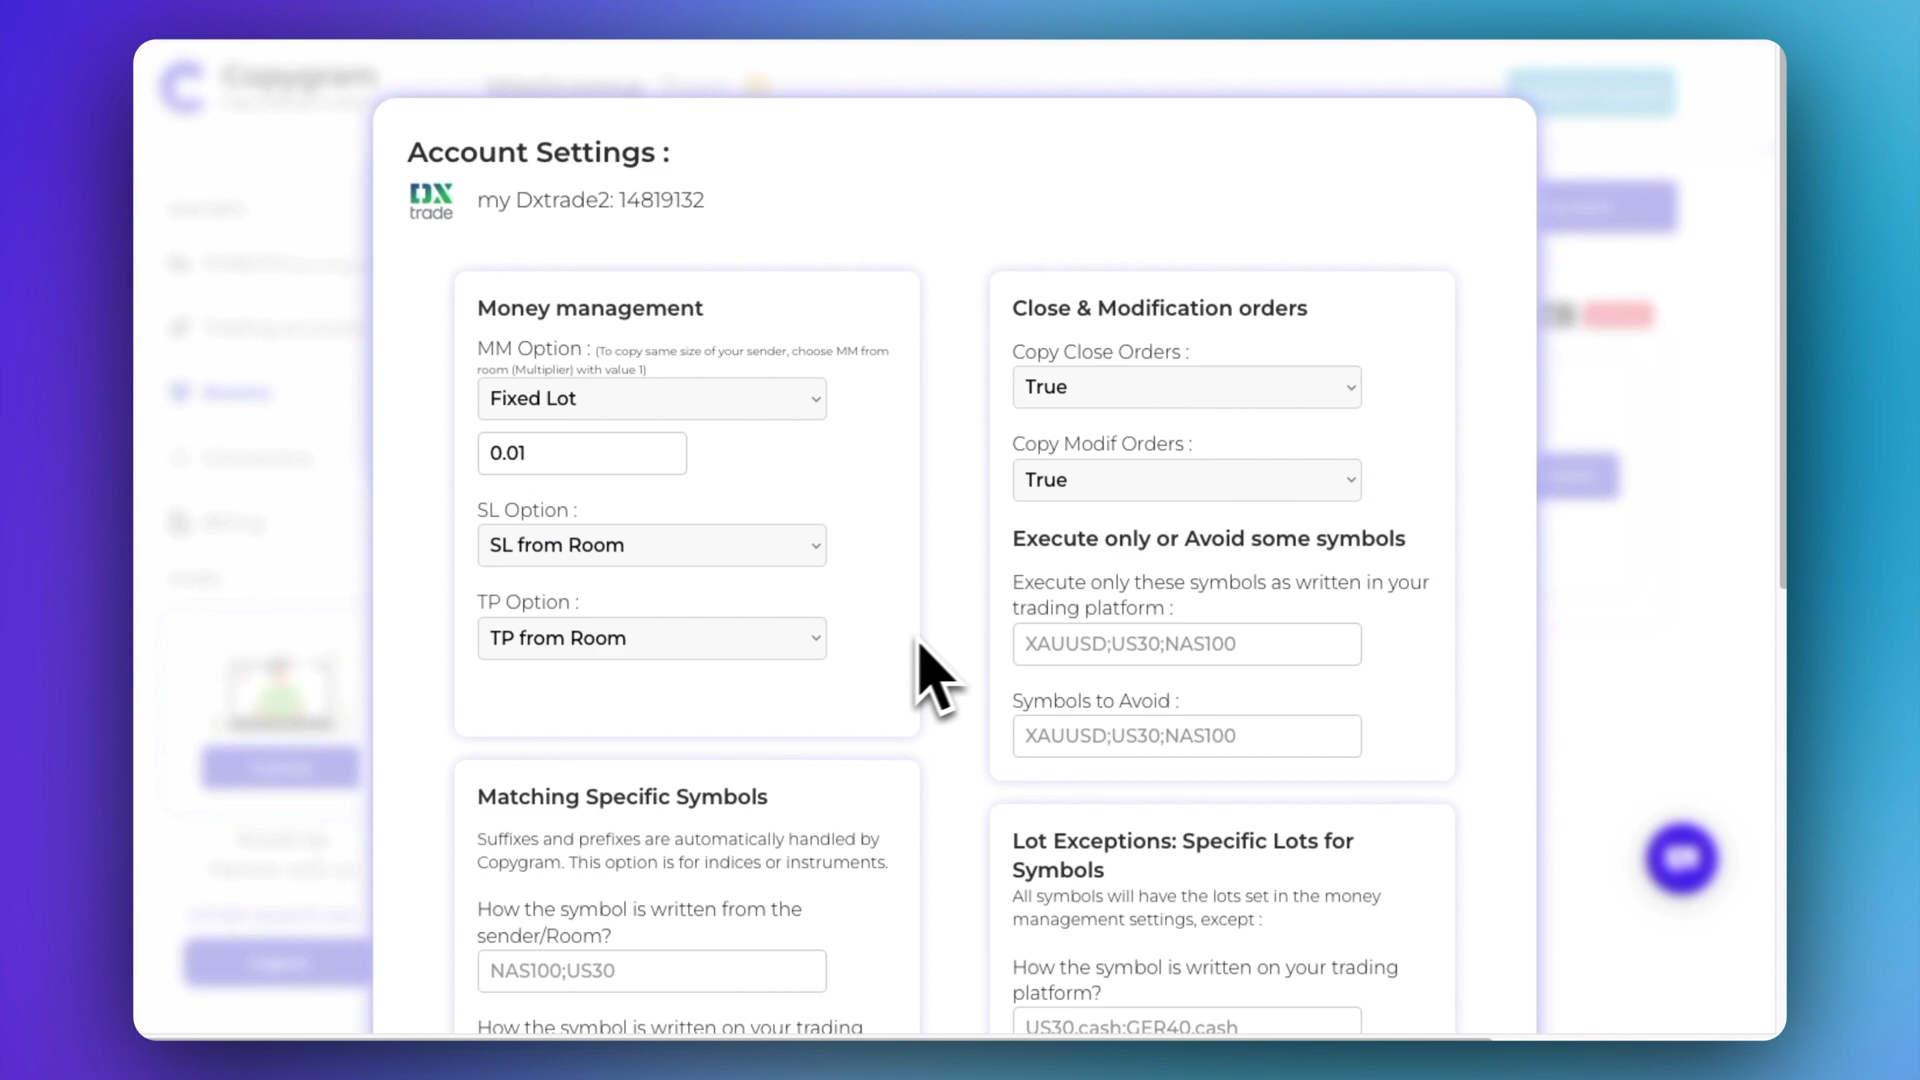 Copygram
Account Settings :
DX
trade
my Dxtrade2: 14819132
Money management
MM Option : (To copy same size of your sender, choose MM from
room (Multiplier) with value 1)
Fixed Lot
0.01
SL Option :
SL from Room
TP Option :
TP from Room
Matching Specific Symbols
Suffixes and prefixes are automatically handled by
Copygram. This option is for indices or instruments.
How the symbol is written from the
sender/Room?
NAS100;US30
How the symbol is written on your trading
Close & Modification orders
Copy Close Orders :
True
Copy Modif Orders :
True
Execute only or Avoid some symbols
Execute only these symbols as written in your
trading platform :
XAUUSD;US30;NAS100
Symbols to Avoid :
XAUUSD;US30;NAS100
Lot Exceptions: Specific Lots for
Symbols
All symbols will have the lots set in the money
management settings, except :
How the symbol is written on your trading
platform?
US30.cash;GER40.cash